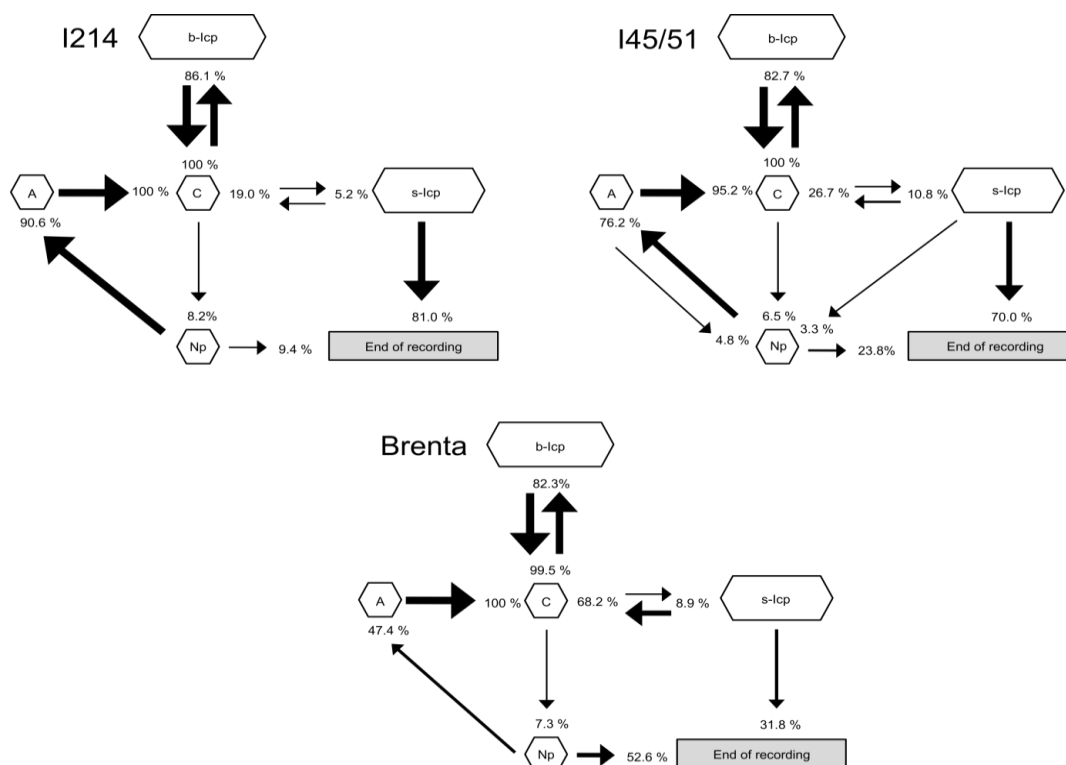 I214
b-Icp
86.1 %
100 %
A
100 %
C
19.0 %
5.2 %
s-Icp
90.6 %
8.2%
81.0 %
Np
9.4 %
End of recording
I45/51
b-Icp
82.7 %
100 %
A
95.2 %
C
26.7 %
10.8 %
s-Icp
76.2 %
6.5 %
3.3 %
70.0 %
4.8 %
Np
23.8%
End of recording
Brenta
b-Icp
82.3%
99.5 %
A
100 %
C
68.2 %
8.9 %
s-Icp
47.4 %
7.3 %
31.8 %
Np
52.6 %
End of recording